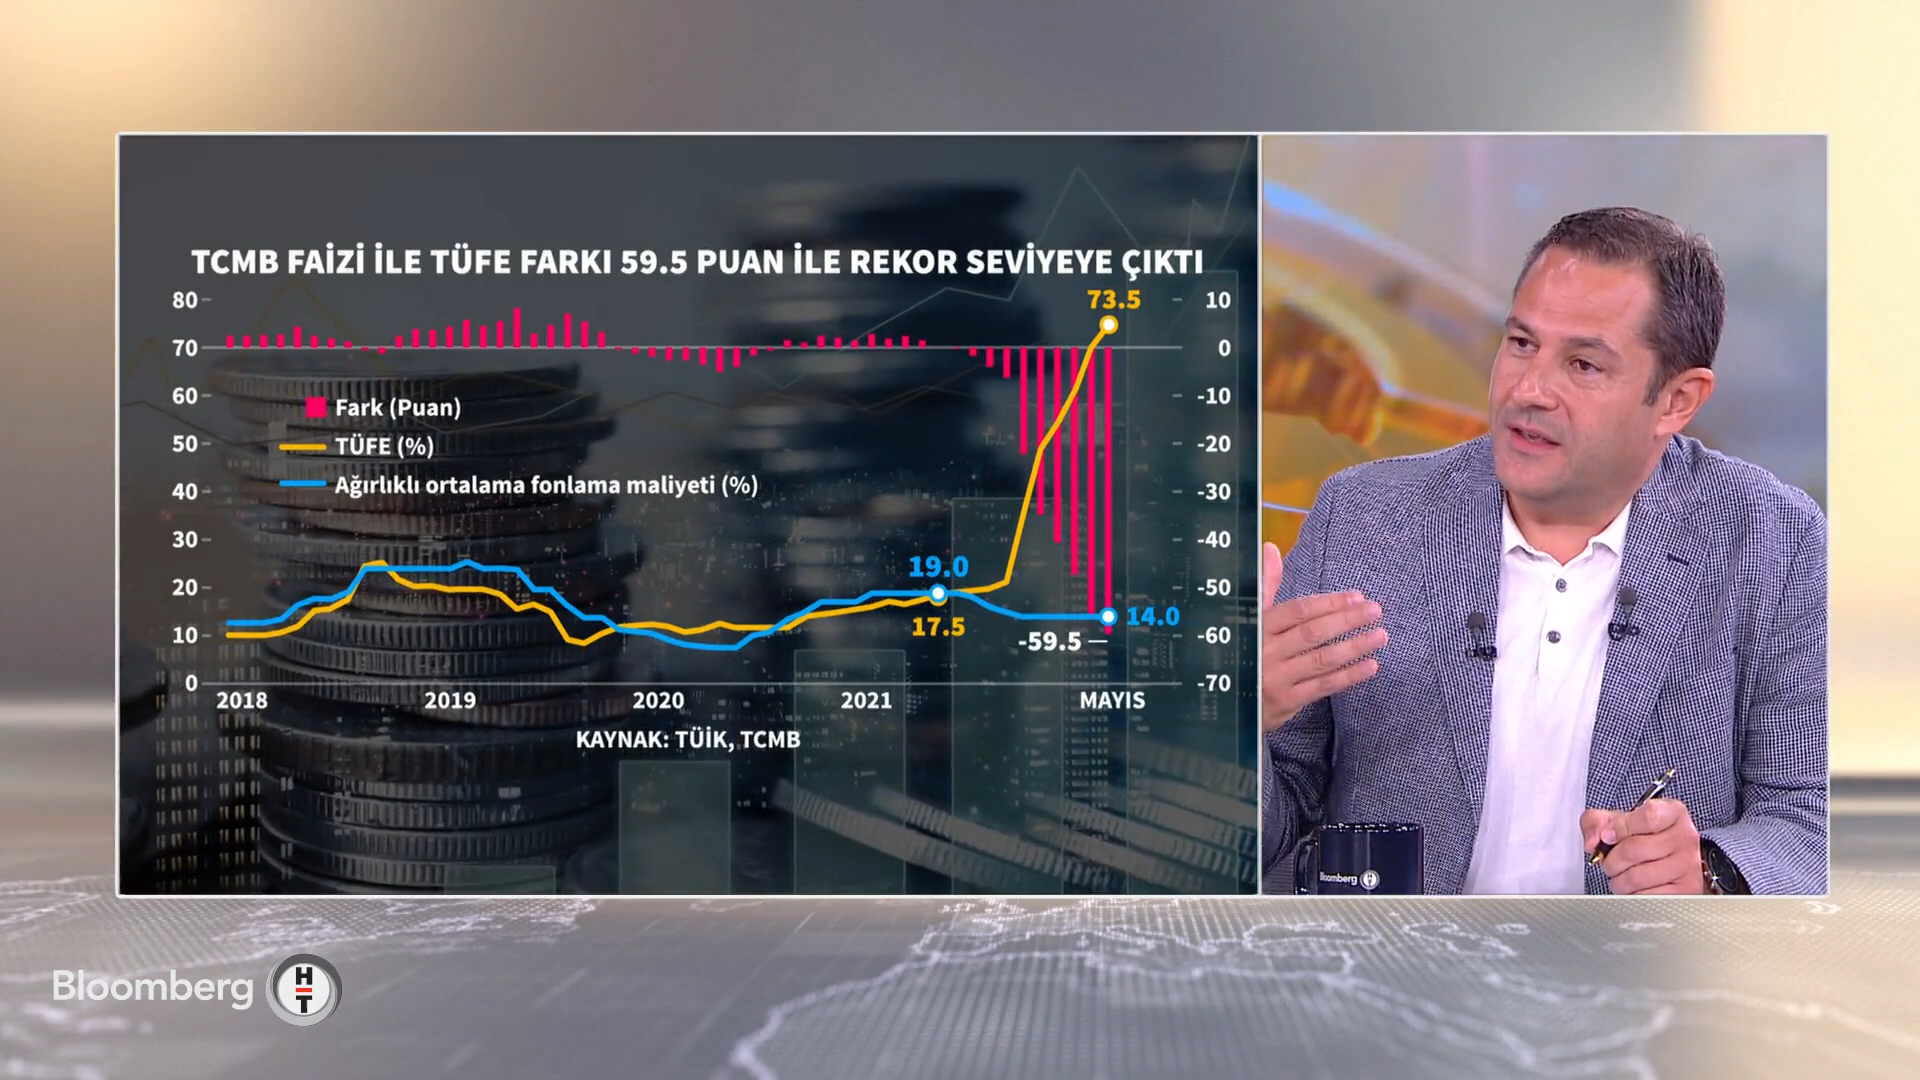 TCMB FAİZİ İLE TÜFE FARKI 59.5 PUAN İLE REKOR SEVİYEYE ÇIKTI
80
70
60
50
40
30
20
10
0
73.5
10
0
-10
-20
-30
-40
-50
-60
-70
Fark (Puan)
TÜFE (%)
Ağırlıklı ortalama fonlama maliyeti (%)
19.0
17.5
14.0
-59.5
2018 2019 2020 2021 MAYIS
KAYNAK: TÜİK, TCMB
Bloomberg HT
Bloomberg HT